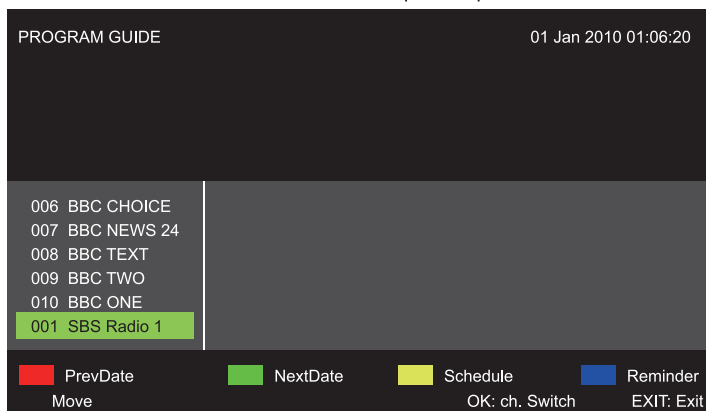 PROGRAM GUIDE 01 Jan 2010 01:06:20
006 BBC CHOICE
007 BBC NEWS 24
008 BBC TEXT
009 BBC TWO
010 BBC ONE
001 SBS Radio 1
PrevDate NextDate Schedule Reminder
Move OK: ch. Switch EXIT: Exit